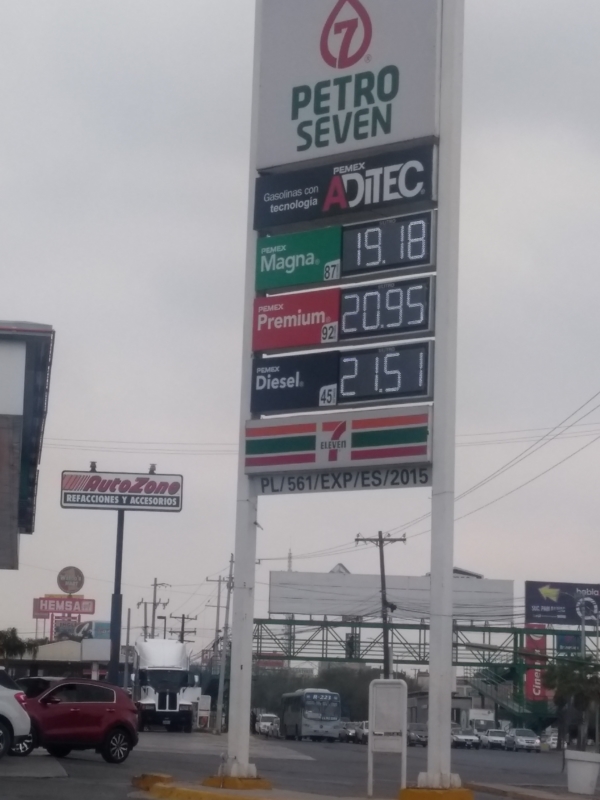 7
PETRO
SEVEN
Gasolinas con
tecnología
PEMEX
ADITEC
PEMEX
Magna
87
19.18
PEMEX
Premium
92
20.95
PEMEX
Diesel
45
21.51
7
ELEVEN
PL/561/EXP/ES/2015
AutoZone
REFACCIONES Y ACCESORIOS
HEMSA